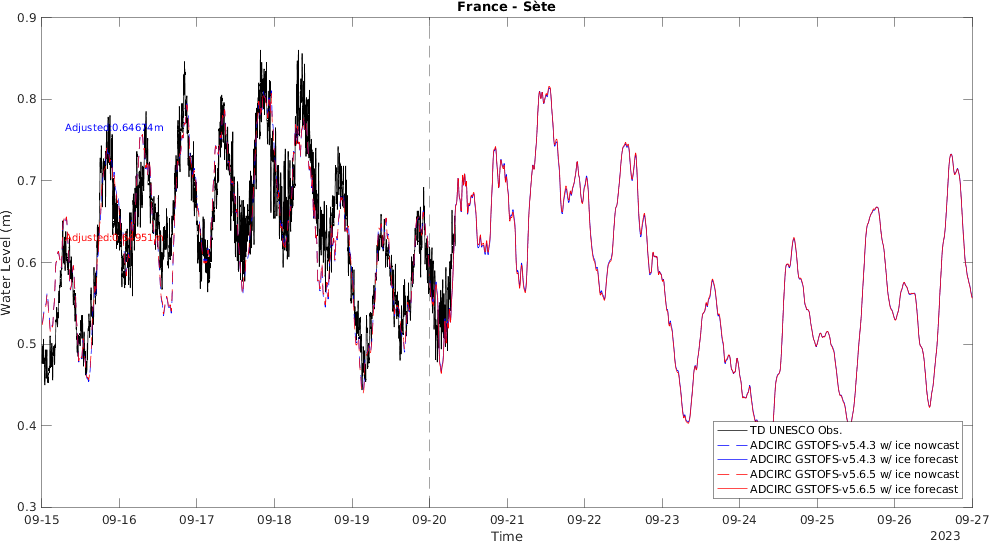 France - Sète
0.9
0.8
0.7
0.6
0.5
0.4
0.3
Water Level (m)
Adjusted:0.64674m
TD UNESCO Obs.
ADCIRC GSTOFS-v5.4.3 w/ ice nowcast
ADCIRC GSTOFS-v5.4.3 w/ ice forecast
ADCIRC GSTOFS-v5.6.5 w/ ice nowcast
ADCIRC GSTOFS-v5.6.5 w/ ice forecast
09-15 09-16 09-17 09-18 09-19 09-20 09-21 09-22 09-23 09-24 09-25 09-26 09-27
Time
2023